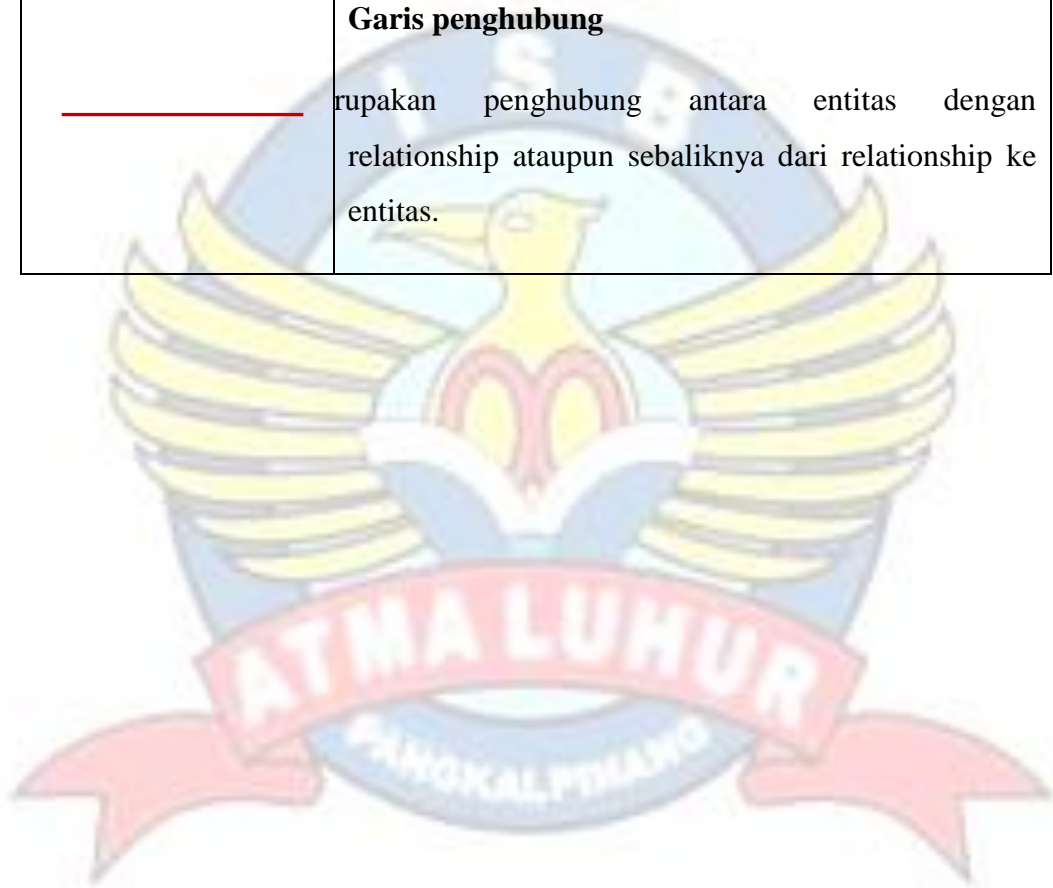 Garis penghubung
rupakan penghubung antara entitas dengan
relationship ataupun sebaliknya dari relationship ke
entitas.
I S B
ATMA LUHUR
PANGKALPINANG